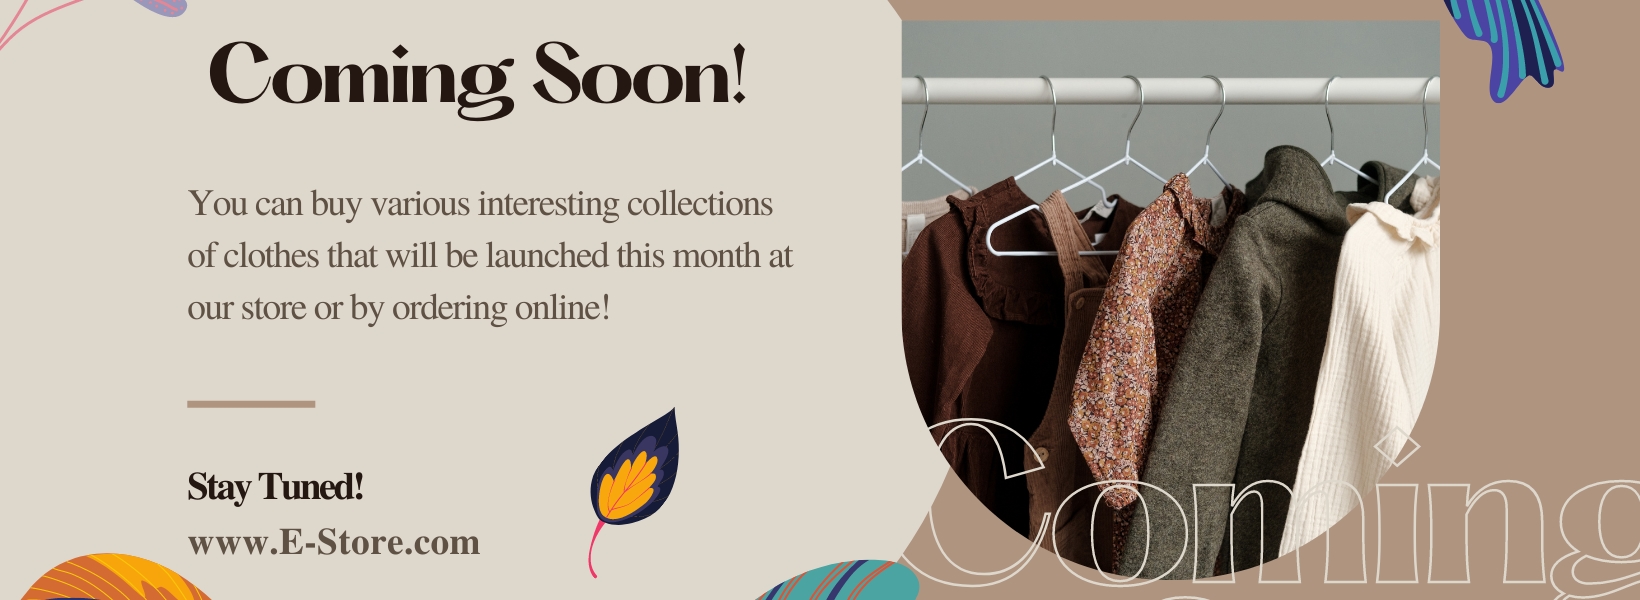 Coming Soon!
You can buy various interesting collections
of clothes that will be launched this month at
our store or by ordering online!
Stay Tuned!
www.E-Store.com
Coming